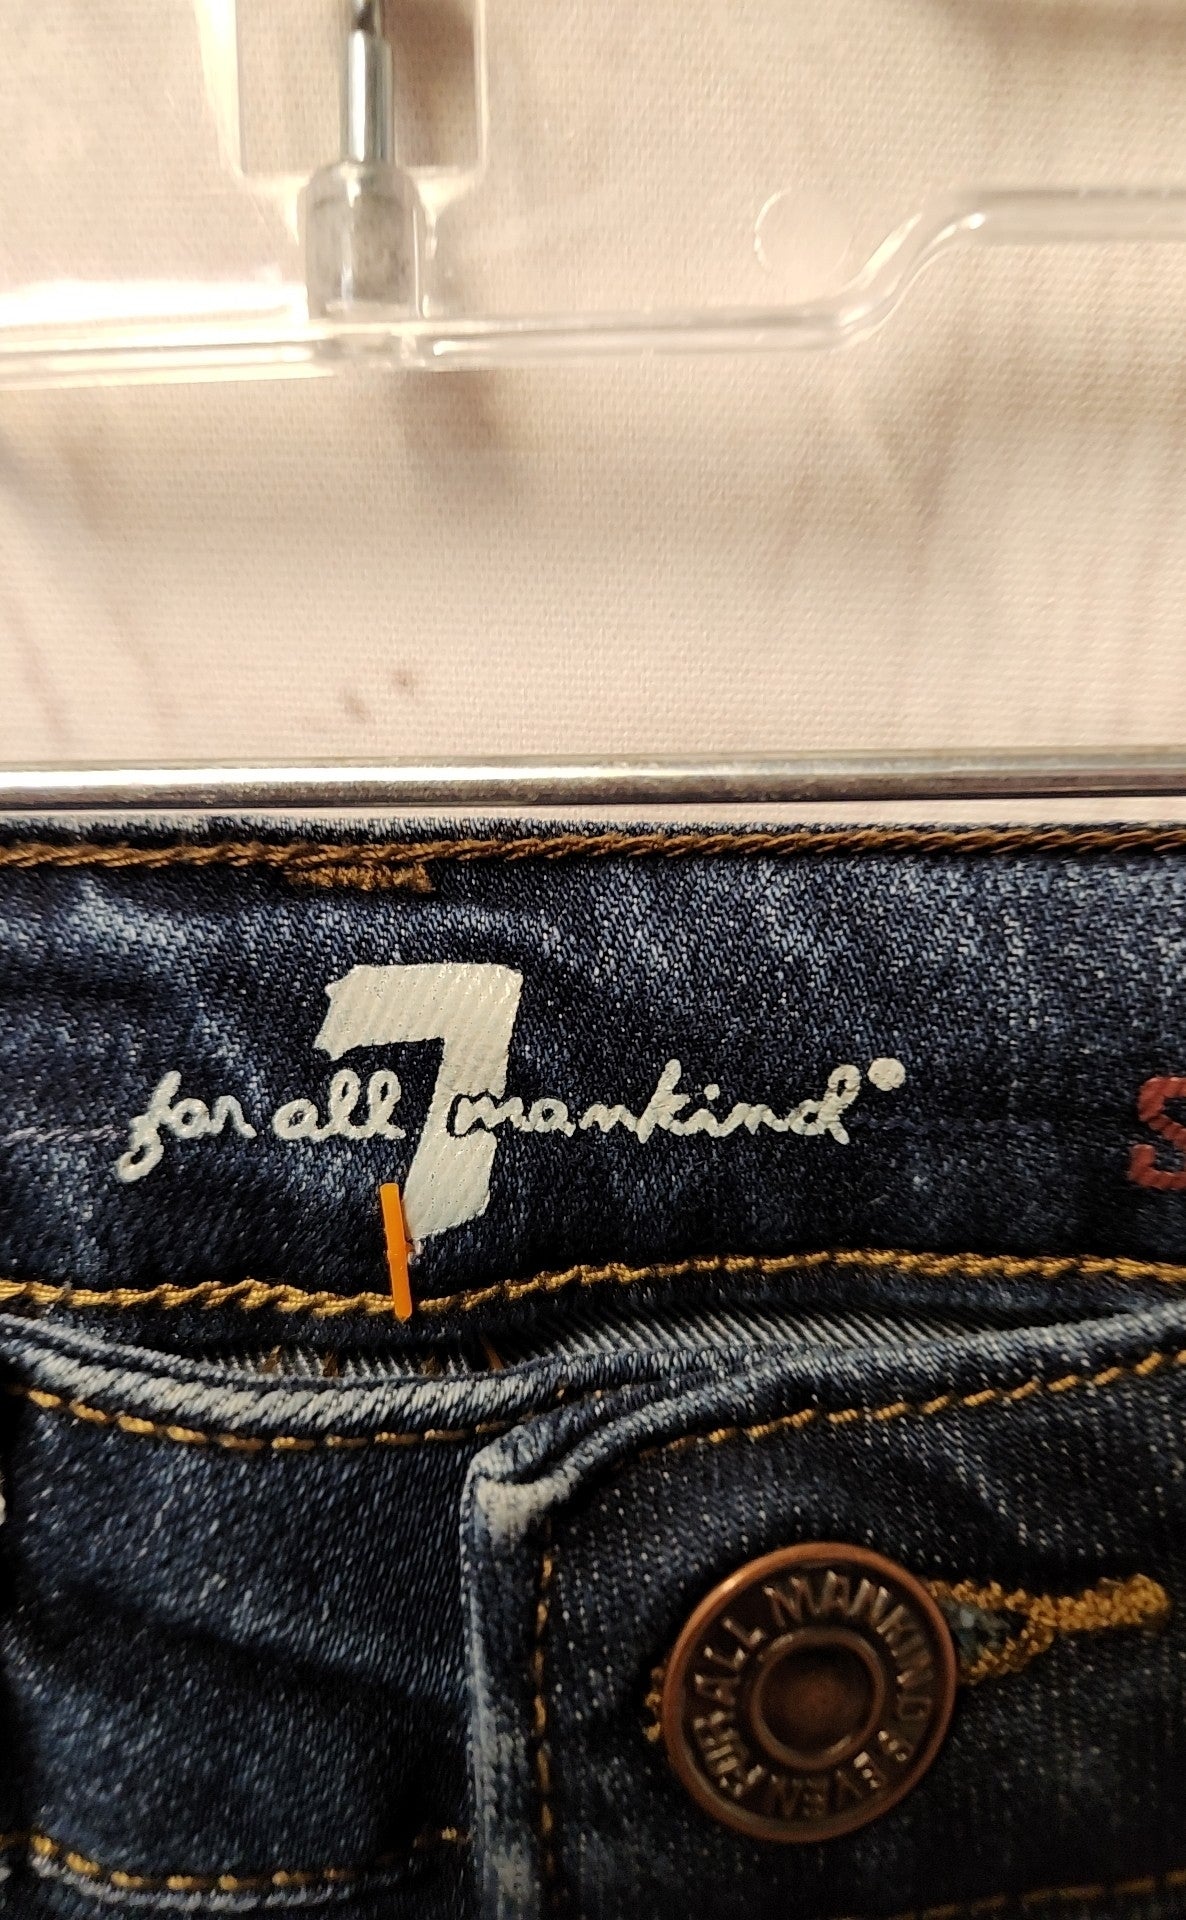 7
for all mankind®
S
SEVEN FOR ALL MANKIND